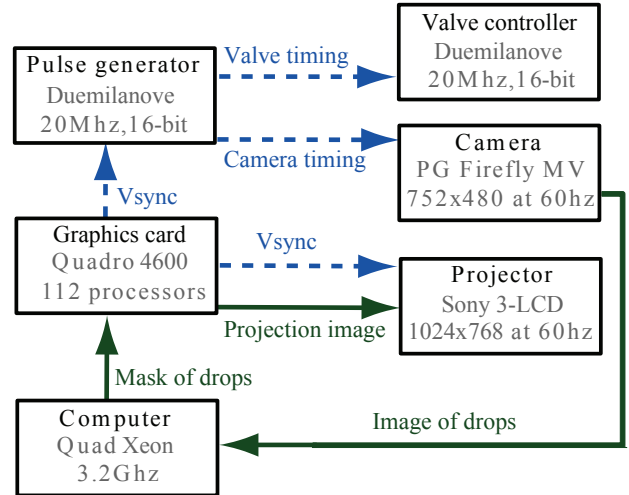 Pulse generator
Duemilanove
20Mhz,16-bit
Valve timing
Valve controller
Duemilanove
20Mhz,16-bit
Camera timing
Camera
PG Firefly MV
752x480 at 60hz
Vsync
Graphics card
Quadro 4600
112 processors
Vsync
Projection image
Projector
Sony 3-LCD
1024x768 at 60hz
Mask of drops
Computer
Quad Xeon
3.2Ghz
Image of drops